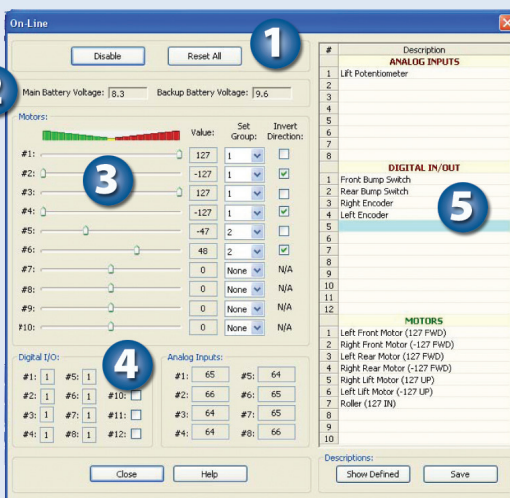 On-Line
Disable
Reset All
1
2
Main Battery Voltage: 8.3
Backup Battery Voltage: 9.6
Motors:
Value:
Set Group:
Invert Direction:
#1: 127 1
#2: -127 1
#3: 127 1
#4: -127 1
#5: -47 2
#6: 48 2
#7: 0 None N/A
#8: 0 None N/A
#9: 0 None N/A
#10: 0 None N/A
3
Digital I/O:
#1: 1 #5: 1
#2: 1 #6: 1 #10:
#3: 1 #7: 1 #11:
#4: 1 #8: 1 #12:
4
Analog Inputs:
#1: 65 #5: 64
#2: 66 #6: 65
#3: 64 #7: 65
#4: 64 #8: 66
Close
Help
# Description
ANALOG INPUTS
1 Lift Potentiometer
2
3
4
5
6
7
8
DIGITAL IN/OUT
1 Front Bump Switch
2 Rear Bump Switch
3 Right Encoder
4 Left Encoder
5
6
7
8
9
10
11
12
5
MOTORS
1 Left Front Motor (127 FWD)
2 Right Front Motor (-127 FWD)
3 Left Rear Motor (127 FWD)
4 Right Rear Motor (-127 FWD)
5 Right Lift Motor (127 UP)
6 Left Lift Motor (-127 UP)
7 Roller (127 IN)
8
9
10
Descriptions:
Show Defined
Save